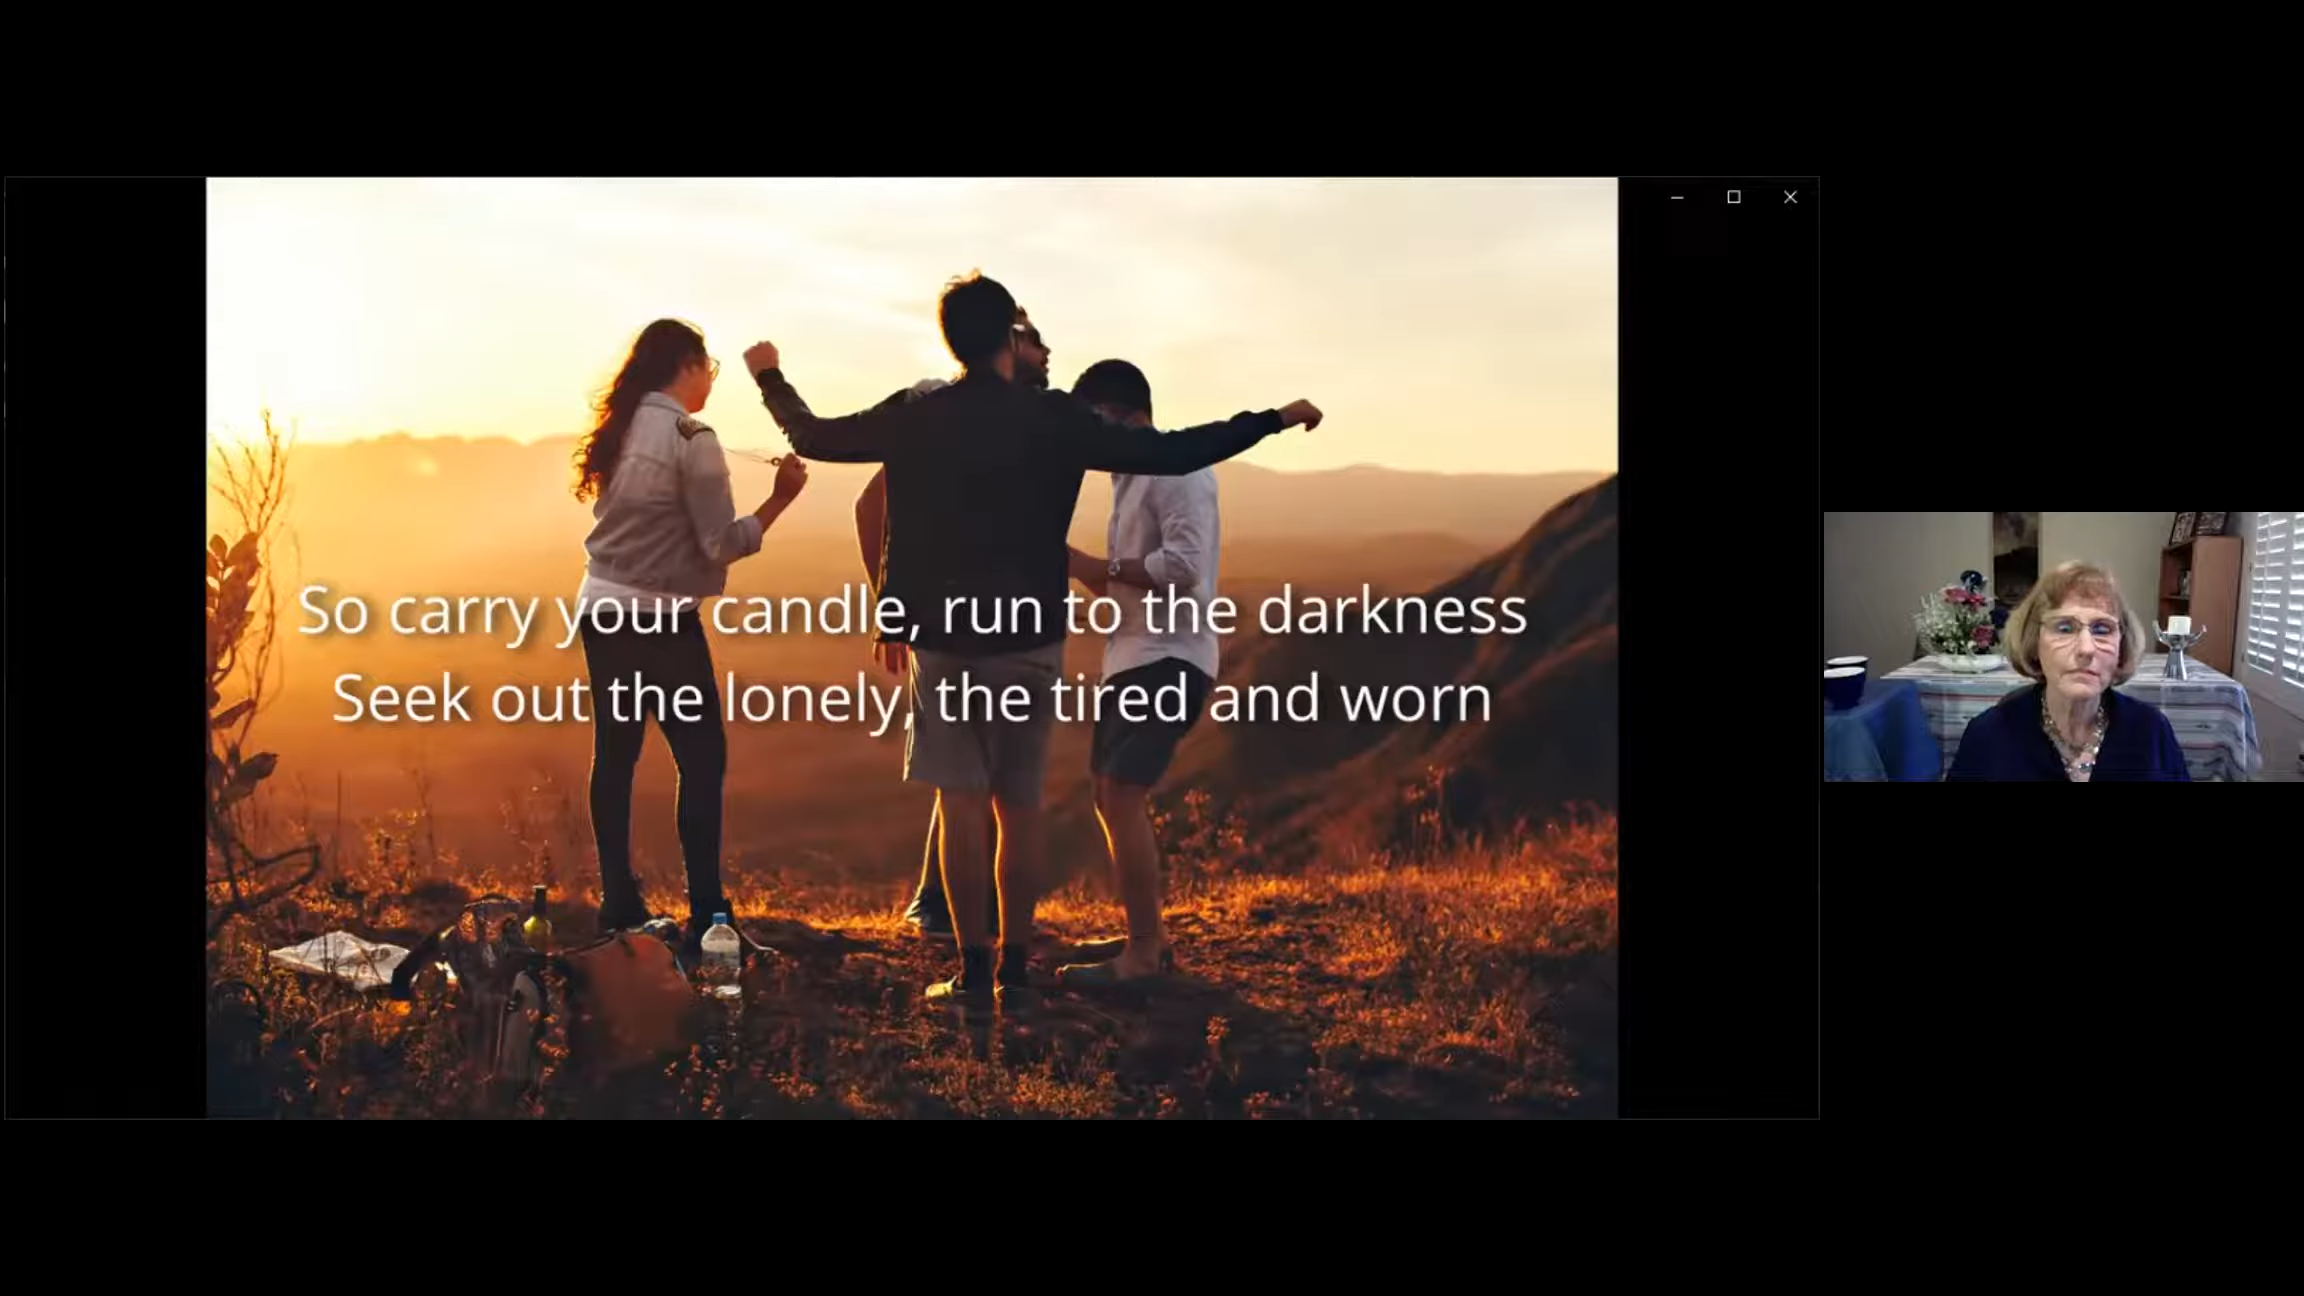 So carry your candle, run to the darkness
Seek out the lonely, the tired and worn